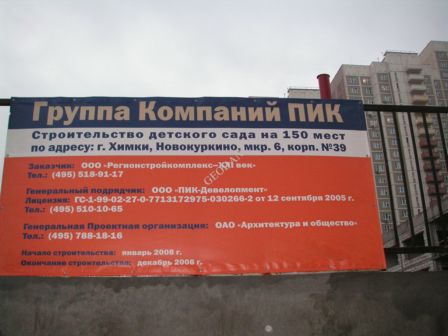 Группа Компаний ПИК
Строительство детского сада на 150 мест
по адресу: г. Химки, Новокуркино, мкр. 6, корп. №39
Заказчик: ООО «Регионстройкомплекс-XXI век»
Тел.: (495) 518-91-17
Генеральный подрядчик: ООО «ПИК-Девелопмент»
Лицензия: ГС-1-99-02-27-0-7713172975-030266-2 от 12 сентября 2005 г.
Тел.: (495) 510-10-65
Генеральная Проектная организация: ОАО «Архитектура и общество»
Тел.: (495) 788-18-16
Начало строительства: январь 2008 г.
Окончание строительства: декабрь 2008 г.